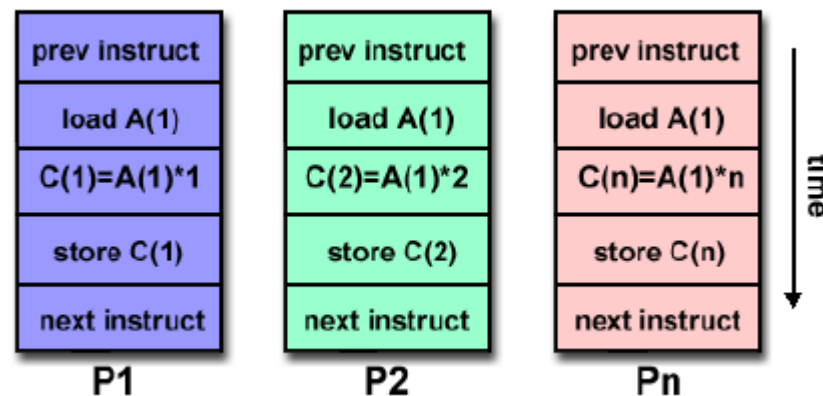 prev instruct
load A(1)
C(1)=A(1)*1
store C(1)
next instruct
P1
prev instruct
load A(1)
C(2)=A(1)*2
store C(2)
next instruct
P2
prev instruct
load A(1)
C(n)=A(1)*n
store C(n)
next instruct
Pn
time